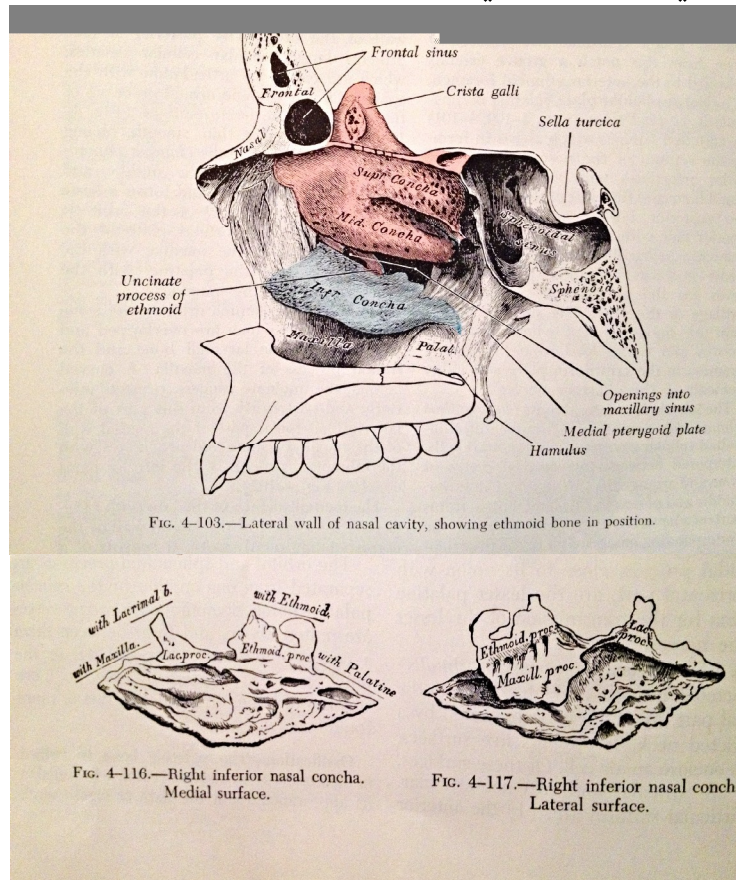 Frontal sinus
Frontal
Crista galli
Nasal
Sella turcica
Supr Concha
Mid. Concha
Sphenoidal
sinus
Uncinate
process of
ethmoid
Infr Concha
Sphenoid
Maxilla
Palat.
Openings into
maxillary sinus
Medial pterygoid plate
Hamulus
FIG. 4-103.—Lateral wall of nasal cavity, showing ethmoid bone in position.
with Lacrimal b.
with Ethmoid.
with Maxilla.
Lac. proc.
Ethmoid. proc.
with Palatine
Ethmoid. proc.
Lac.
proc.
Maxill. proc.
FIG. 4-116.—Right inferior nasal concha.
Medial surface.
FIG. 4-117.—Right inferior nasal conch
Lateral surface.